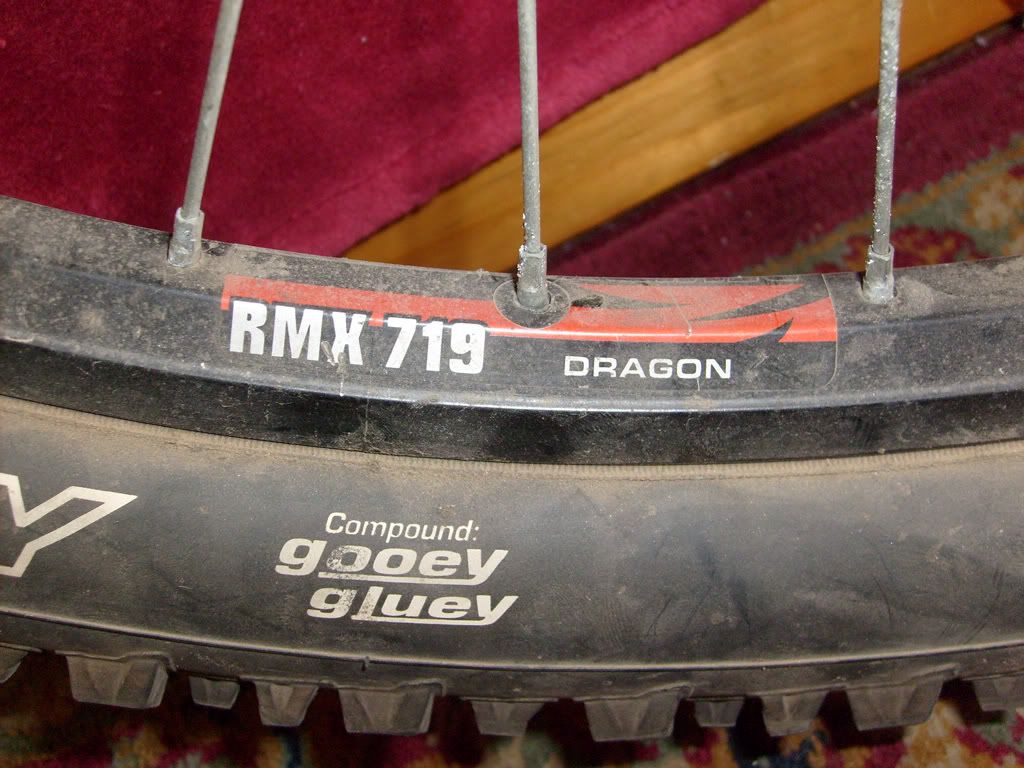 RMX 719
DRAGON
Y
Compound:
gooey
gluey